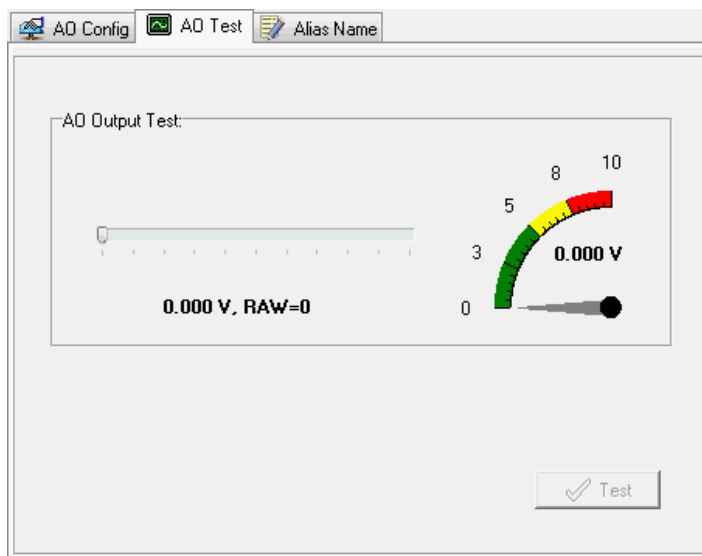 AO Config AO Test Alias Name
AO Output Test:
10
8
5
3
0.000 V
0.000 V, RAW=0
0
Test